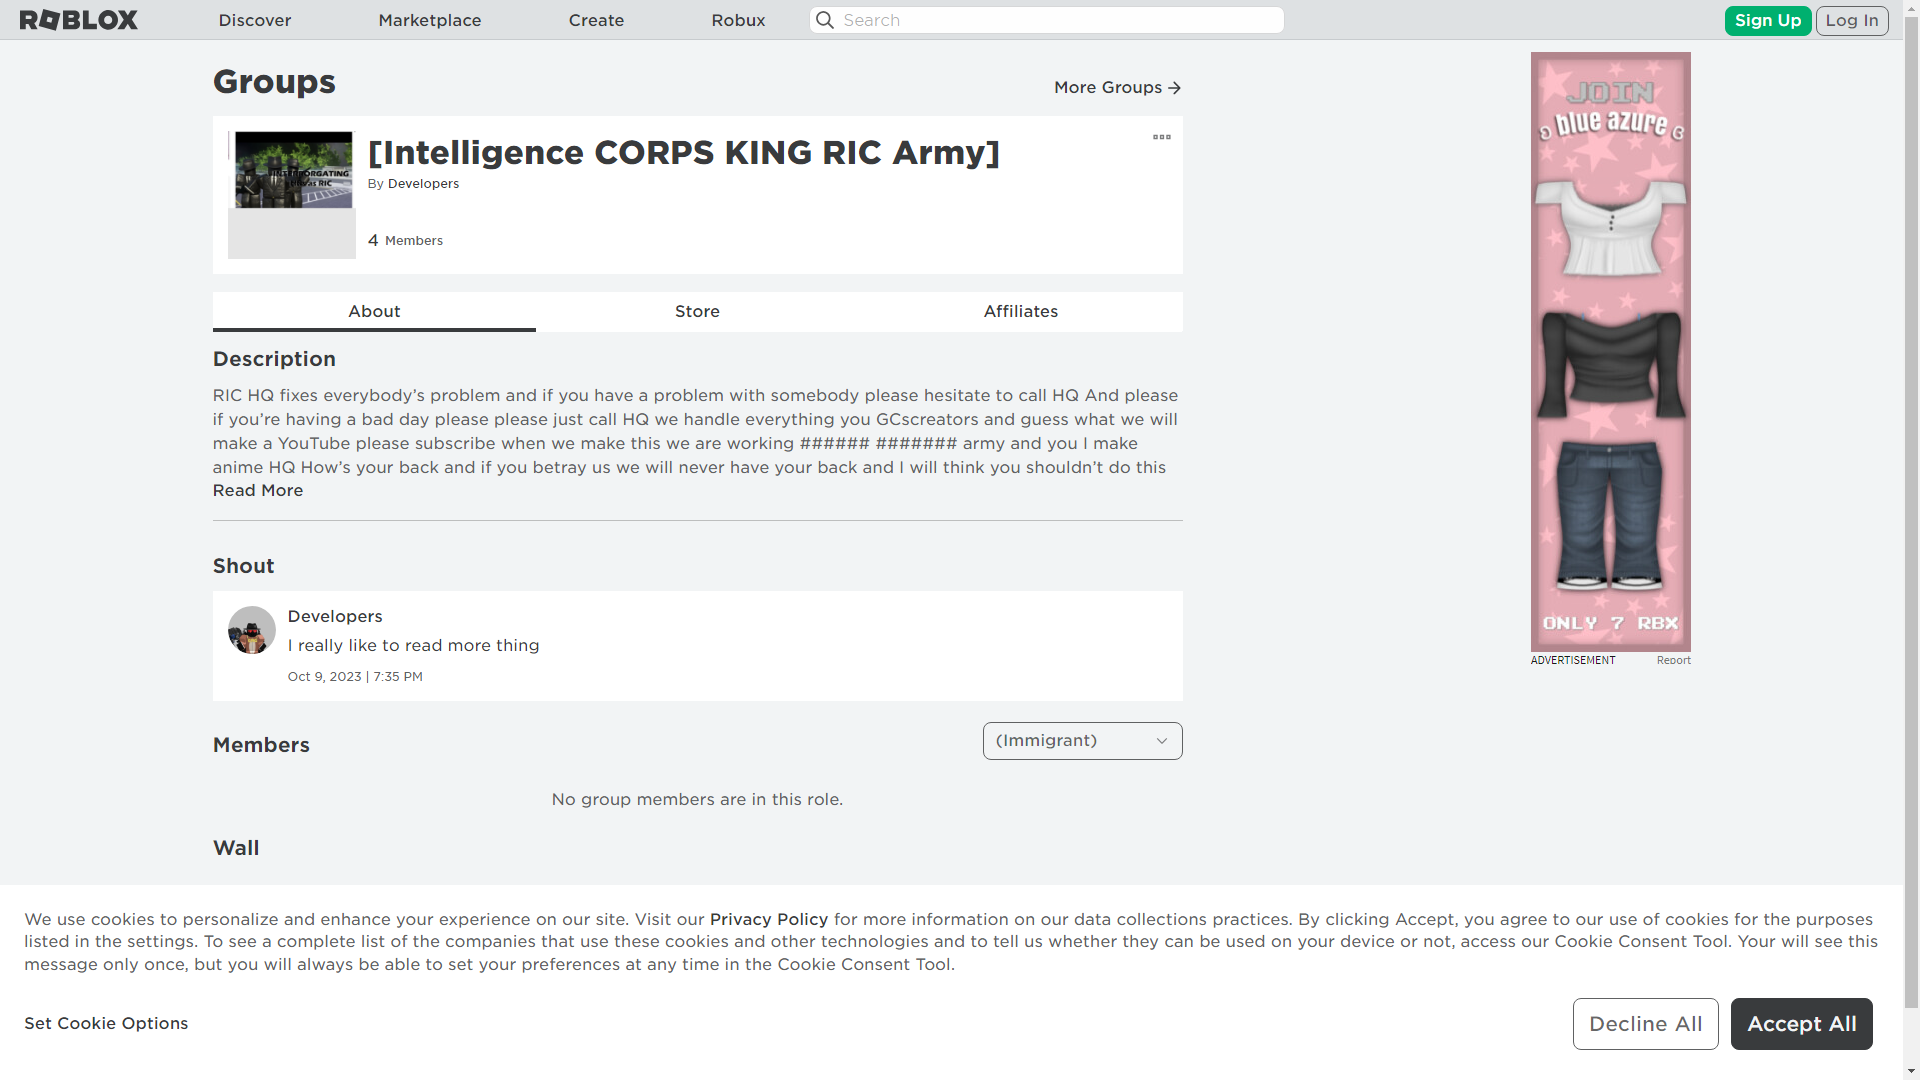 ROBLOX
Discover
Marketplace
Create
Robux
Search
Sign Up
Log In
Groups
More Groups
[Intelligence CORPS KING RIC Army]
By Developers
4 Members
About
Store
Affiliates
Description
RIC HQ fixes everybody’s problem and if you have a problem with somebody please hesitate to call HQ And please
if you’re having a bad day please please just call HQ we handle everything you GCscreators and guess what we will
make a YouTube please subscribe when we make this we are working ###### ####### army and you I make
anime HQ How’s your back and if you betray us we will never have your back and I will think you shouldn’t do this
Read More
Shout
Developers
I really like to read more thing
Oct 9, 2023 | 7:35 PM
Members
(Immigrant)
No group members are in this role.
Wall
JOIN
blue azure
ONLY 7 RBX
ADVERTISEMENT
Report
We use cookies to personalize and enhance your experience on our site. Visit our Privacy Policy for more information on our data collections practices. By clicking Accept, you agree to our use of cookies for the purposes
listed in the settings. To see a complete list of the companies that use these cookies and other technologies and to tell us whether they can be used on your device or not, access our Cookie Consent Tool. Your will see this
message only once, but you will always be able to set your preferences at any time in the Cookie Consent Tool.
Set Cookie Options
Decline All
Accept All